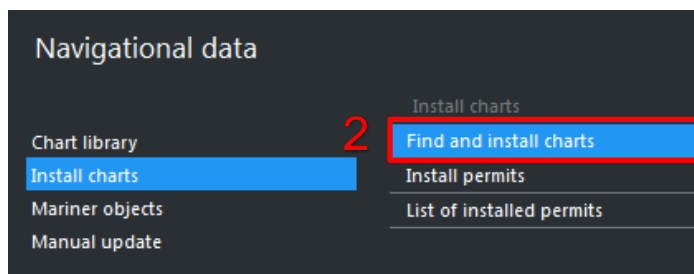 Navigational data
Chart library
Install charts
Mariner objects
Manual update
Install charts
2
Find and install charts
Install permits
List of installed permits